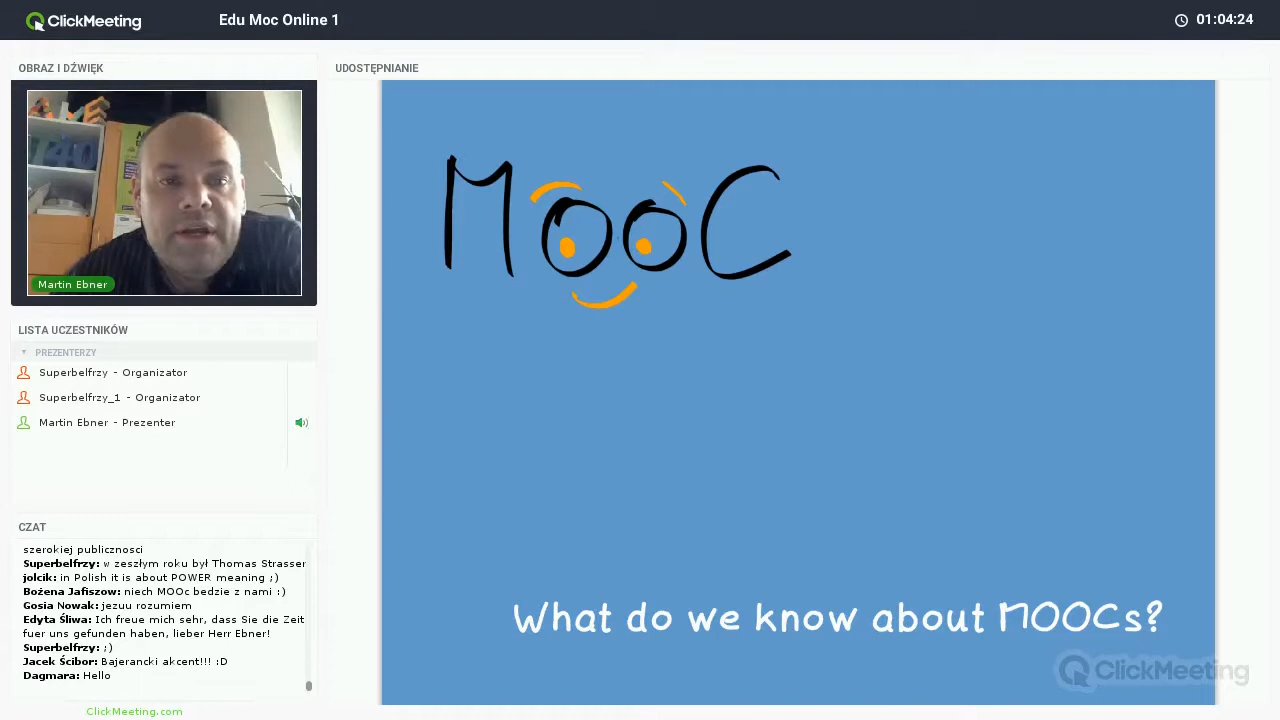 ClickMeeting
Edu Moc Online 1
01:04:24
OBRAZ I DŹWIĘK
Martin Ebner
LISTA UCZESTNIKÓW
PREZENTERZY
Superbelfrzy - Organizator
Superbelfrzy_1 - Organizator
Martin Ebner - Prezenter
CZAT
szerokiej publicznosci
Superbelfrzy: w zeszłym roku był Thomas Strasser
jolcik: in Polish it is about POWER meaning ;)
Bożena Jafiszow: niech MOOc bedzie z nami :)
Gosia Nowak: jezuu rozumiem
Edyta Śliwa: Ich freue mich sehr, dass Sie die Zeit
fuer uns gefunden haben, lieber Herr Ebner!
Superbelfrzy: ;)
Jacek Ścibor: Bajerancki akcent!!! :D
Dagmara: Hello
ClickMeeting.com
UDOSTĘPNIANIE
MooC
What do we know about MOOCs?
ClickMeeting